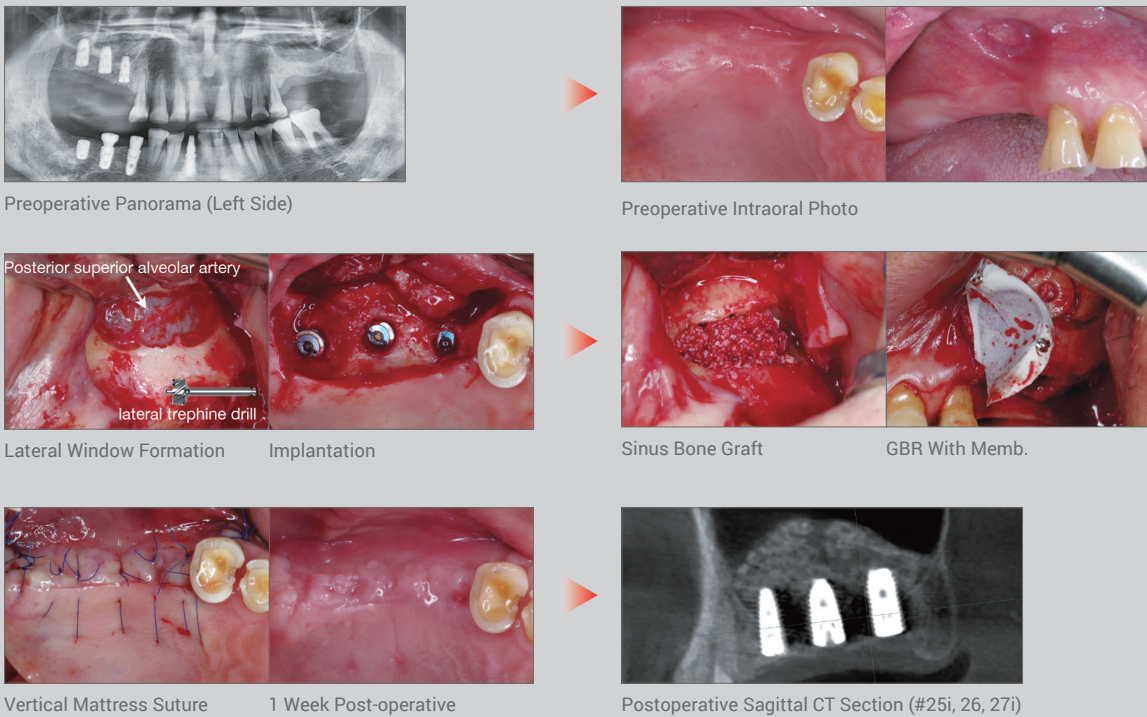 Preoperative Panorama (Left Side)
Preoperative Intraoral Photo
Posterior superior alveolar artery
lateral trephine drill
Lateral Window Formation
Implantation
Sinus Bone Graft
GBR With Memb.
Vertical Mattress Suture
1 Week Post-operative
Postoperative Sagittal CT Section (#25i, 26, 27i)